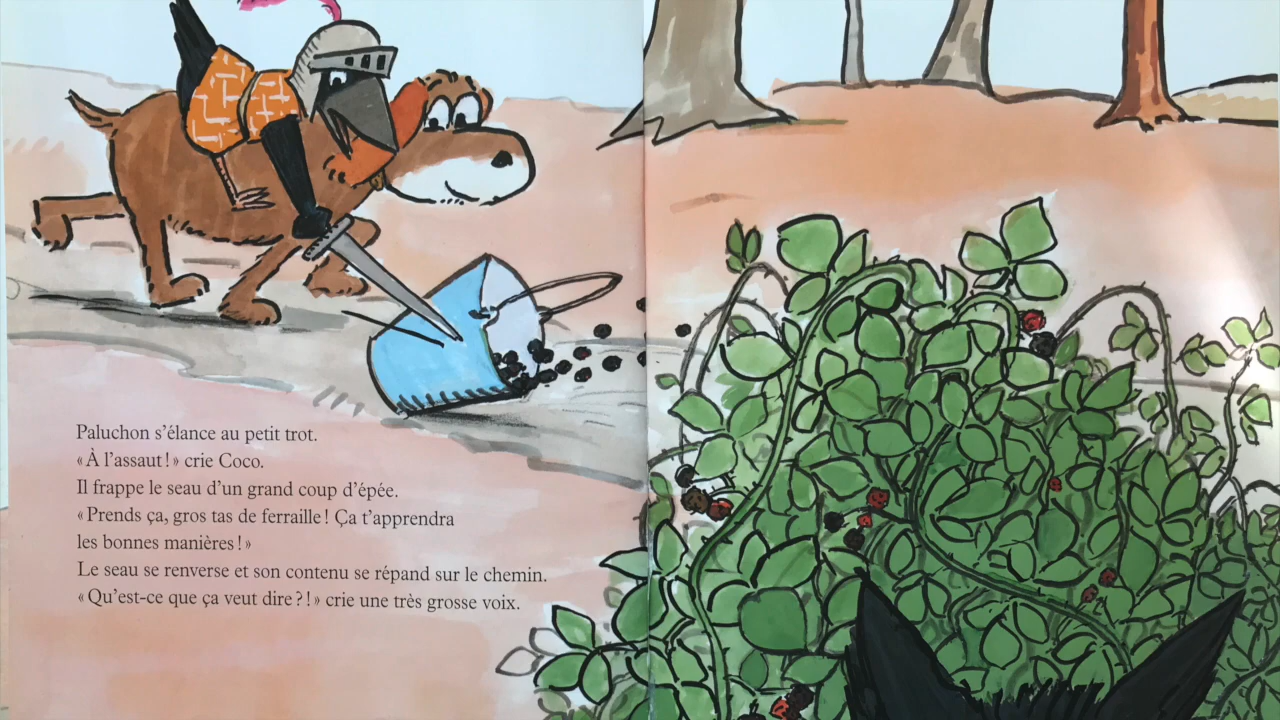 Paluchon s'élance au petit trot.
« À l'assaut ! » crie Coco.
Il frappe le seau d'un grand coup d'épée.
« Prends ça, gros tas de ferraille ! Ça t'apprendra
les bonnes manières ! »
Le seau se renverse et son contenu se répand sur le chemin.
« Qu'est-ce que ça veut dire ? ! » crie une très grosse voix.